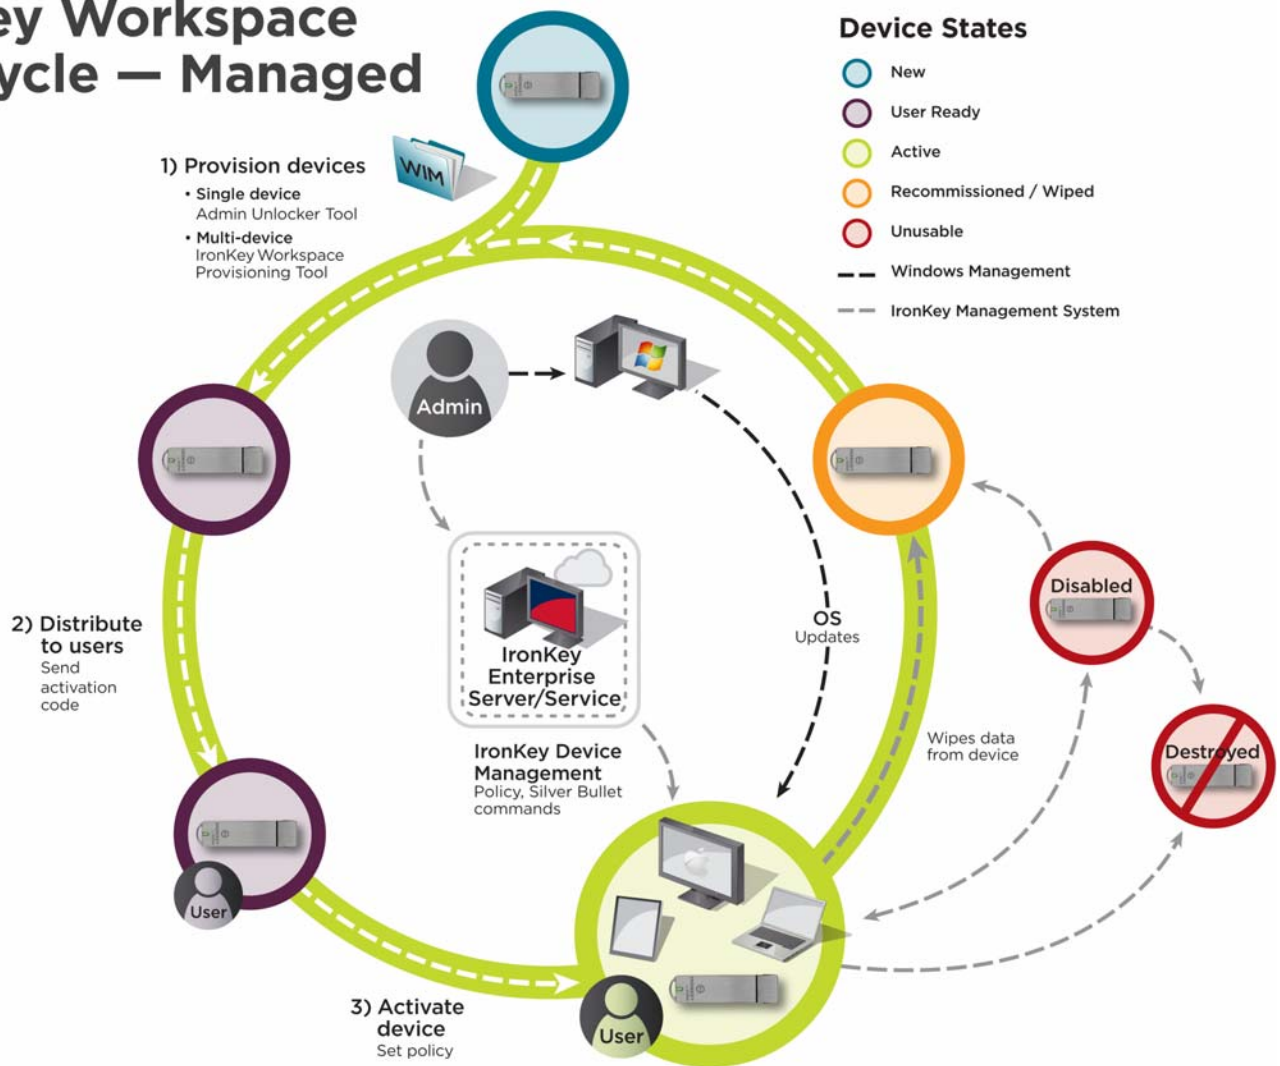 ey Workspace
ycle — Managed
Device States
New
User Ready
Active
Recommissioned / Wiped
Unusable
Windows Management
IronKey Management System
WIM
1) Provision devices
• Single device
Admin Unlocker Tool
• Multi-device
IronKey Workspace
Provisioning Tool
Admin
OS
Updates
IronKey
Enterprise
Server/Service
IronKey Device
Management
Policy, Silver Bullet
commands
Disabled
Destroyed
Wipes data
from device
2) Distribute
to users
Send
activation
code
User
3) Activate
device
Set policy
User